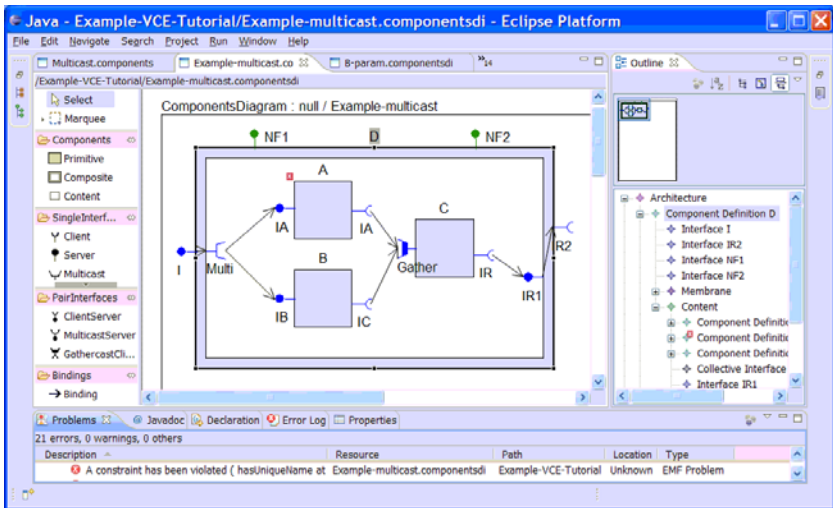 Java - Example-VCE-Tutorial/Example-multicast.componentsdi - Eclipse Platform
File Edit Navigate Search Project Run Window Help
Multicast.components Example-multicast.co B-param.componentsdi »14
/Example-VCE-Tutorial/Example-multicast.componentsdi
Select
Marquee
Components
Primitive
Composite
Content
SingleInterf...
Client
Server
Multicast
PairInterfaces
ClientServer
MulticastServer
GathercastCli...
Bindings
Binding
ComponentsDiagram : null / Example-multicast
NF1 D NF2
A
C
IA IA
R2
I Multi B Gather IR
IR1
IB IC
Outline
Architecture
Component Definition D
Interface I
Interface IR2
Interface NF1
Interface NF2
Membrane
Content
Component Definitic
Component Definitic
Component Definitic
Collective Interface
Interface IR1
Problems Javadoc Declaration Error Log Properties
21 errors, 0 warnings, 0 others
Description Resource Path Location Type
A constraint has been violated ( hasUniqueName at Example-multicast.componentsdi Example-VCE-Tutorial Unknown EMF Problem